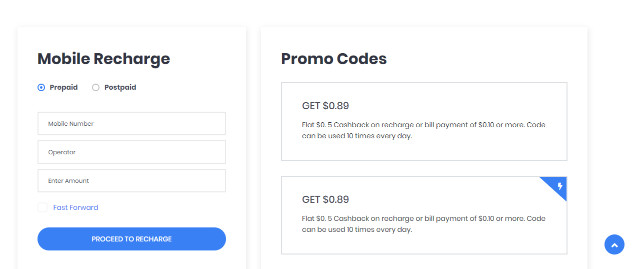 Mobile Recharge
Prepaid Postpaid
Mobile Number
Operator
Enter Amount
Fast Forward
PROCEED TO RECHARGE
Promo Codes
GET $0.89
Flat $0. 5 Cashback on recharge or bill payment of $0.10 or more. Code
can be used 10 times every day.
GET $0.89
Flat $0. 5 Cashback on recharge or bill payment of $0.10 or more. Code
can be used 10 times every day.